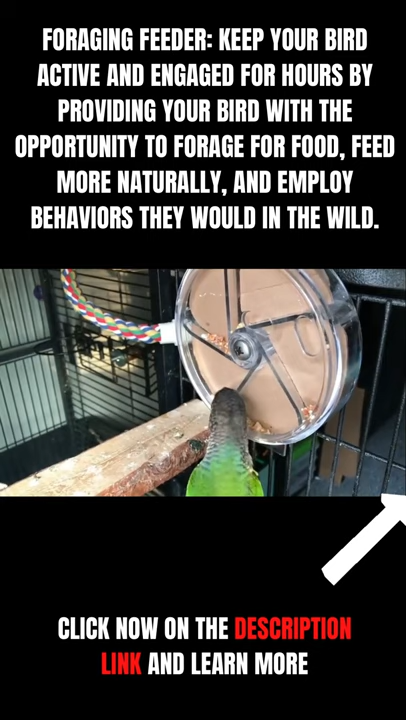 FORAGING FEEDER: KEEP YOUR BIRD
ACTIVE AND ENGAGED FOR HOURS BY
PROVIDING YOUR BIRD WITH THE
OPPORTUNITY TO FORAGE FOR FOOD, FEED
MORE NATURALLY, AND EMPLOY
BEHAVIORS THEY WOULD IN THE WILD.
CLICK NOW ON THE DESCRIPTION
LINK AND LEARN MORE